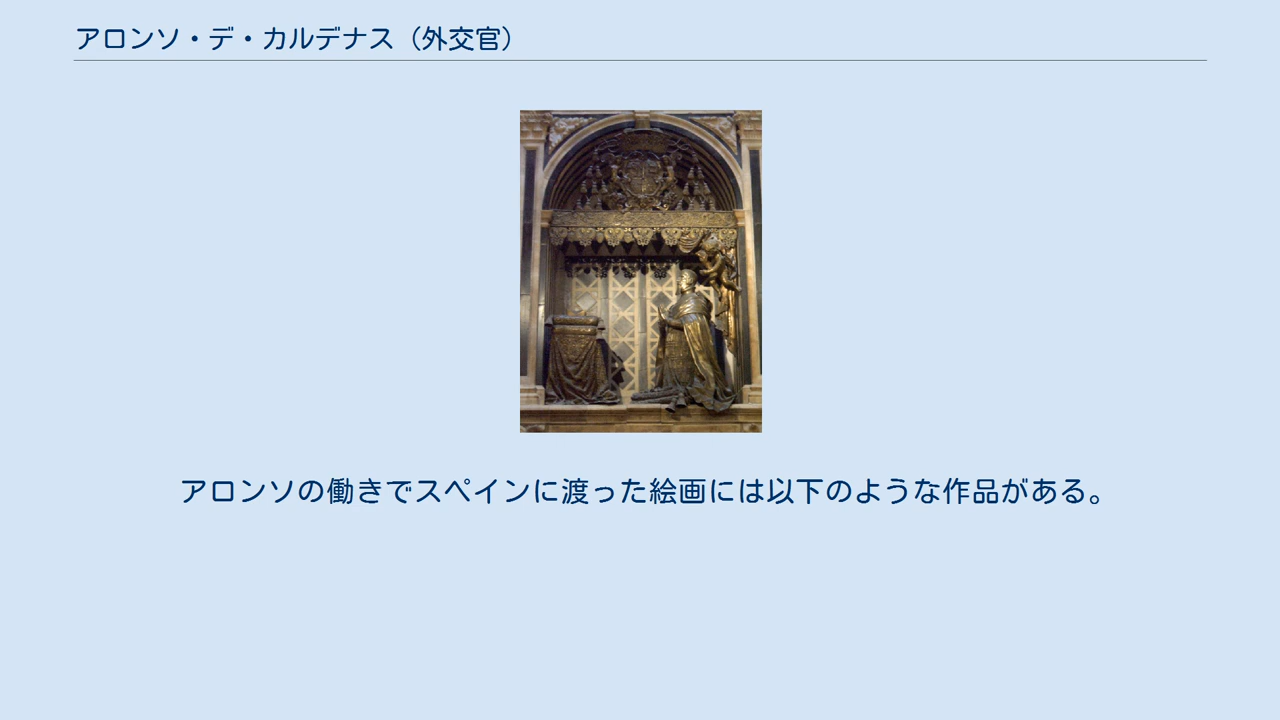 アロンソ・デ・カルデナス（外交官）
アロンソの働きでスペインに渡った絵画には以下のような作品がある。